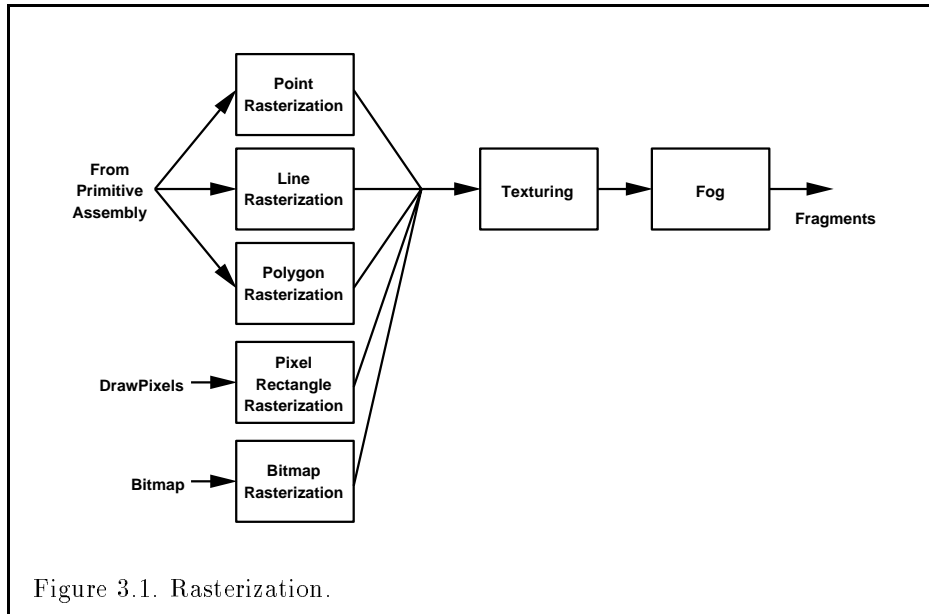 Point
Rasterization
From
Primitive
Assembly
Line
Rasterization
Polygon
Rasterization
Texturing
Fog
Fragments
DrawPixels
Pixel
Rectangle
Rasterization
Bitmap
Bitmap
Rasterization
Figure 3.1. Rasterization.